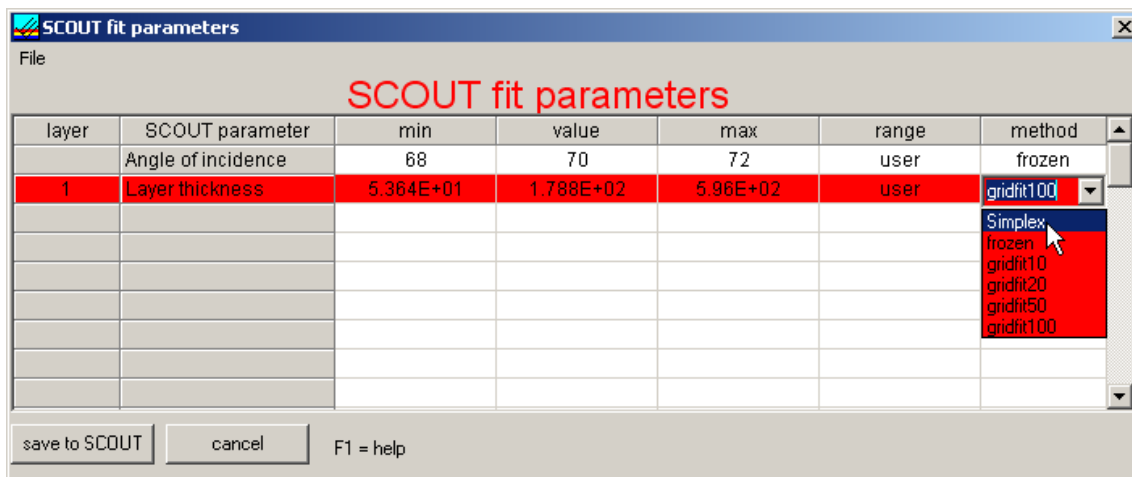 SCOUT fit parameters
File
SCOUT fit parameters
layer SCOUT parameter min value max range method
Angle of incidence 68 70 72 user frozen
1 Layer thickness 5.364E+01 1.788E+02 5.96E+02 user gridfit100
Simplex
frozen
gridfit10
gridfit20
gridfit50
gridfit100
save to SCOUT cancel F1 = help